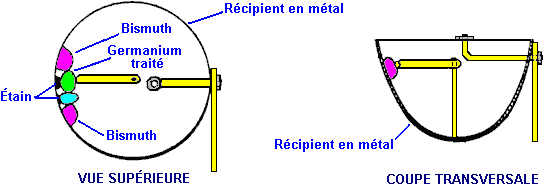 Récipient en métal
Bismuth
Germanium
traité
Étain
Bismuth
VUE SUPÉRIEURE
Récipient en métal
COUPE TRANSVERSALE